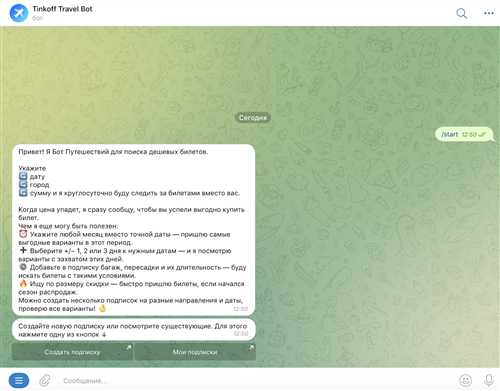 Tinkoff Travel Bot
бот
Сегодня
/start 12:50
Привет! Я Бот Путешествий для поиска дешевых билетов.
Укажите
дату
город
сумму и я круглосуточно буду следить за билетами вместо вас.
Когда цена упадет, я сразу сообщу, чтобы вы успели выгодно купить
билет.
Чем я еще могу быть полезен:
Укажите любой месяц вместо точной даты — пришлю самые
выгодные варианты в этот период.
Выберите +/− 1, 2 или 3 дня к нужным датам — и я посмотрю
варианты с захватом этих дней.
Добавьте в подписку багаж, пересадки и их длительность — буду
искать билеты с такими условиями.
Ищу по размеру скидки — быстро пришлю билеты, если начался
сезон распродаж.
Можно создать несколько подписок на разные направления и даты,
проверю все варианты!
12:50
Создайте новую подписку или посмотрите существующие. Для этого
нажмите одну из кнопок ↓
12:50
Создать подписку
Мои подписки
Сообщение...